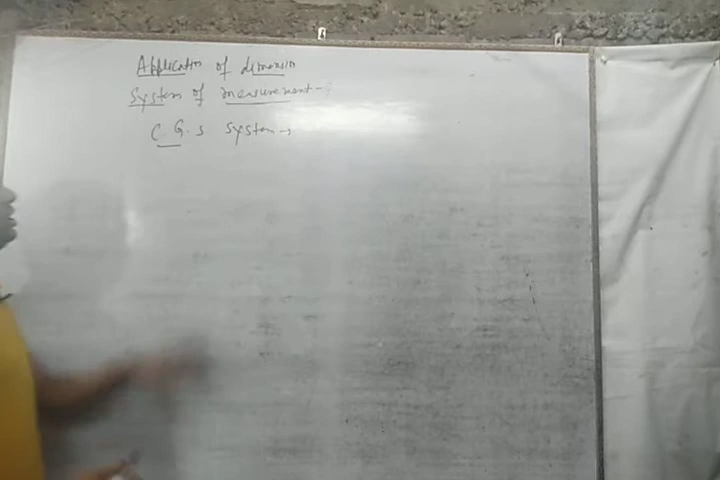 Application of dimension
System of measurement -
C. G. S System →